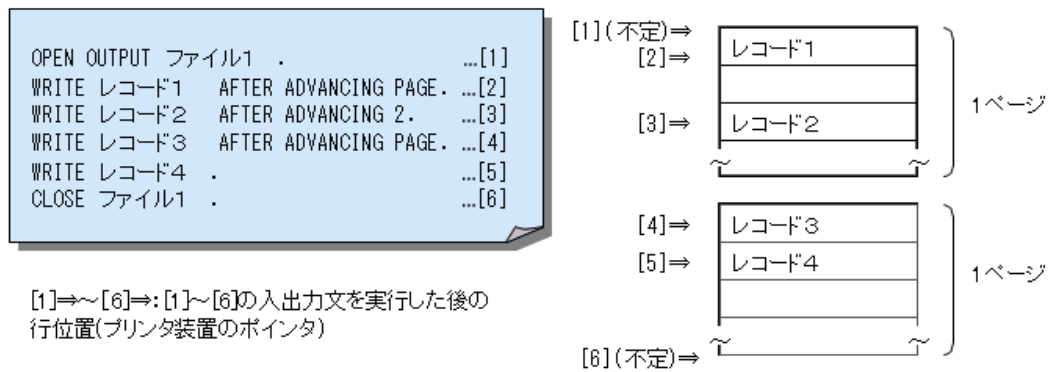 OPEN OUTPUT ファイル1 . …[1]
WRITE レコード1 AFTER ADVANCING PAGE. …[2]
WRITE レコード2 AFTER ADVANCING 2. …[3]
WRITE レコード3 AFTER ADVANCING PAGE. …[4]
WRITE レコード4 . …[5]
CLOSE ファイル1 . …[6]
[1]⇒~[6]⇒:[1]~[6]の入出力文を実行した後の
行位置(プリンタ装置のポインタ)
[1](不定)⇒
[2]⇒ レコード1
[3]⇒ レコード2
1ページ
[4]⇒ レコード3
[5]⇒ レコード4
1ページ
[6](不定)⇒